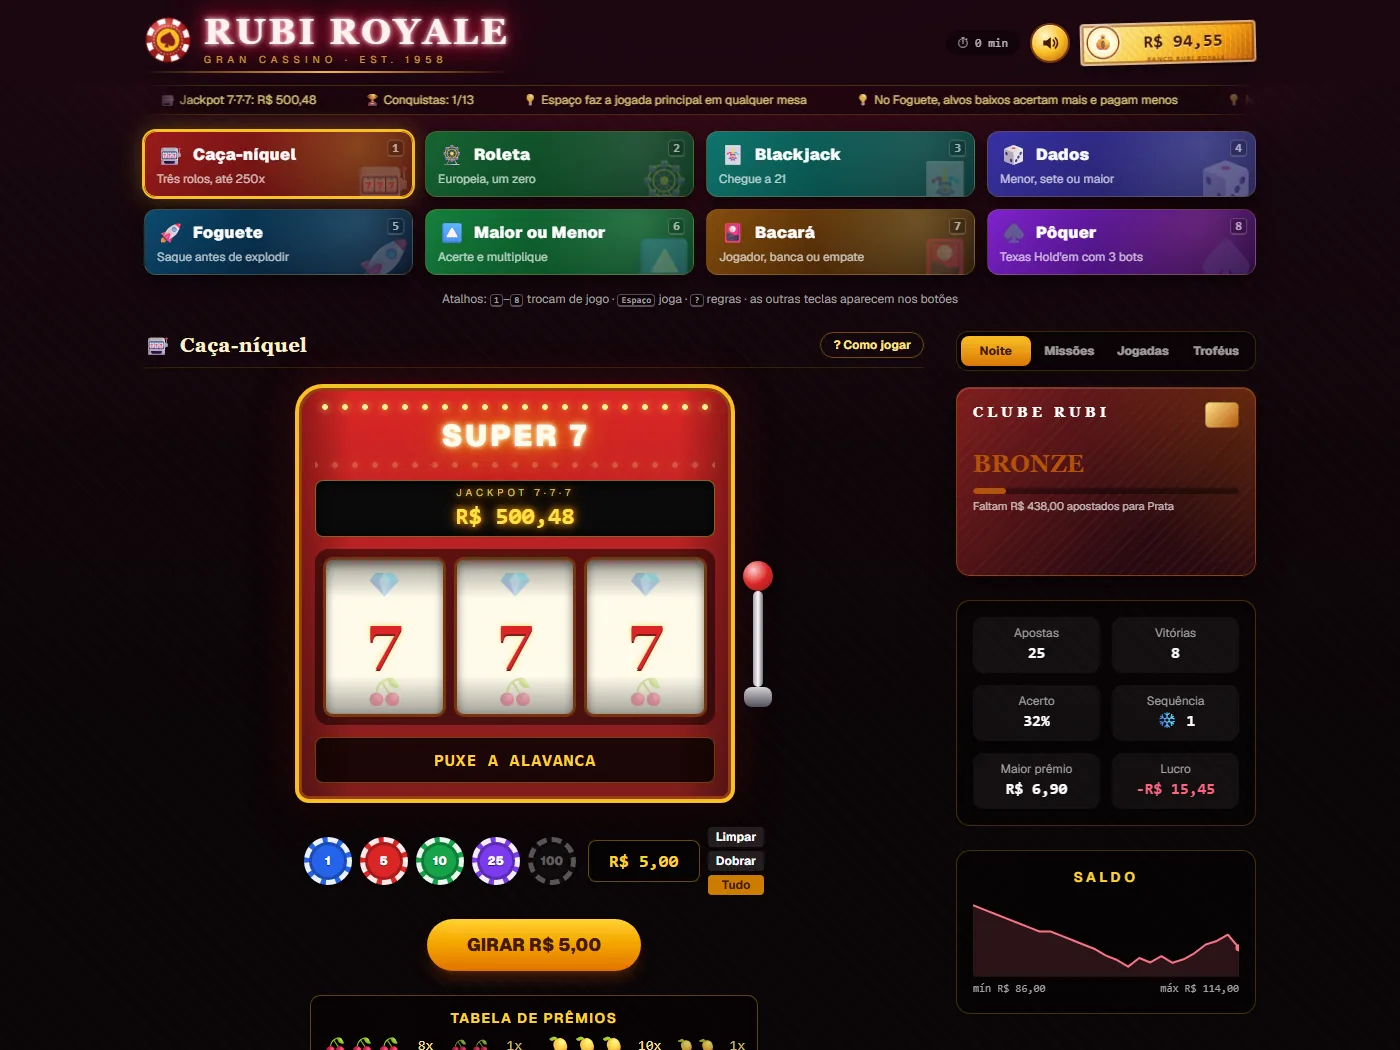 RUBI ROYALE
GRAN CASSINO · EST. 1958
0 min
R$ 94,55
BANCO RUBI ROYALE
Jackpot 7·7·7: R$ 500,48
Conquistas: 1/13
Espaço faz a jogada principal em qualquer mesa
No Foguete, alvos baixos acertam mais e pagam menos
Caça-níquel
1
Três rolos, até 250x
Roleta
2
Europeia, um zero
Blackjack
3
Chegue a 21
Dados
4
Menor, sete ou maior
Foguete
5
Saque antes de explodir
Maior ou Menor
6
Acerte e multiplique
Bacará
7
Jogador, banca ou empate
Pôquer
8
Texas Hold'em com 3 bots
Atalhos: 1–8 trocam de jogo · Espaço joga · ? regras · as outras teclas aparecem nos botões
Caça-níquel
? Como jogar
SUPER 7
JACKPOT 7·7·7
R$ 500,48
7 7 7
PUXE A ALAVANCA
1 5 10 25 100
R$ 5,00
Limpar
Dobrar
Tudo
GIRAR R$ 5,00
TABELA DE PRÊMIOS
8x 1x 10x 1x
Noite Missões Jogadas Troféus
CLUBE RUBI
BRONZE
Faltam R$ 438,00 apostados para Prata
Apostas
25
Vitórias
8
Acerto
32%
Sequência
1
Maior prêmio
R$ 6,90
Lucro
-R$ 15,45
SALDO
mín R$ 86,00
máx R$ 114,00